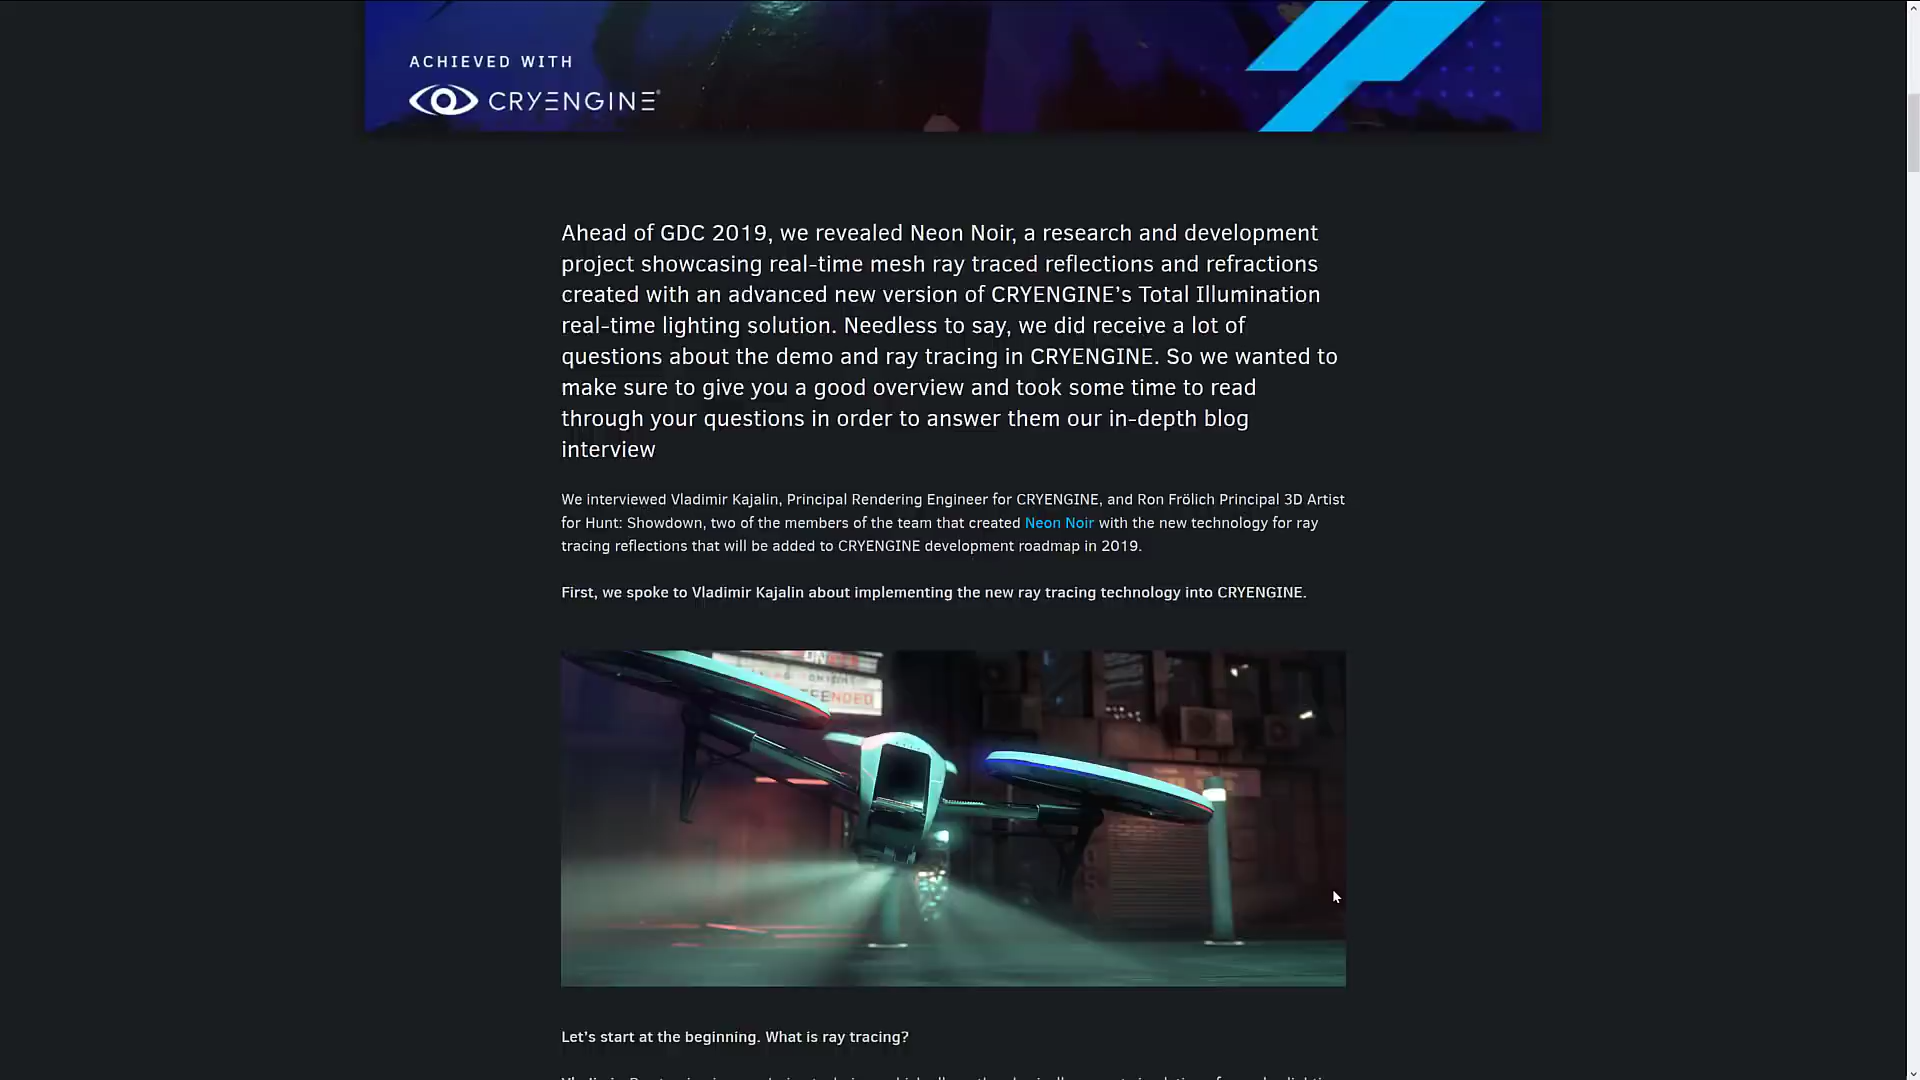 ACHIEVED WITH
CRYENGINE®
Ahead of GDC 2019, we revealed Neon Noir, a research and development
project showcasing real-time mesh ray traced reflections and refractions
created with an advanced new version of CRYENGINE’s Total Illumination
real-time lighting solution. Needless to say, we did receive a lot of
questions about the demo and ray tracing in CRYENGINE. So we wanted to
make sure to give you a good overview and took some time to read
through your questions in order to answer them our in-depth blog
interview
We interviewed Vladimir Kajalin, Principal Rendering Engineer for CRYENGINE, and Ron Frölich Principal 3D Artist
for Hunt: Showdown, two of the members of the team that created Neon Noir with the new technology for ray
tracing reflections that will be added to CRYENGINE development roadmap in 2019.
First, we spoke to Vladimir Kajalin about implementing the new ray tracing technology into CRYENGINE.
Let’s start at the beginning. What is ray tracing?